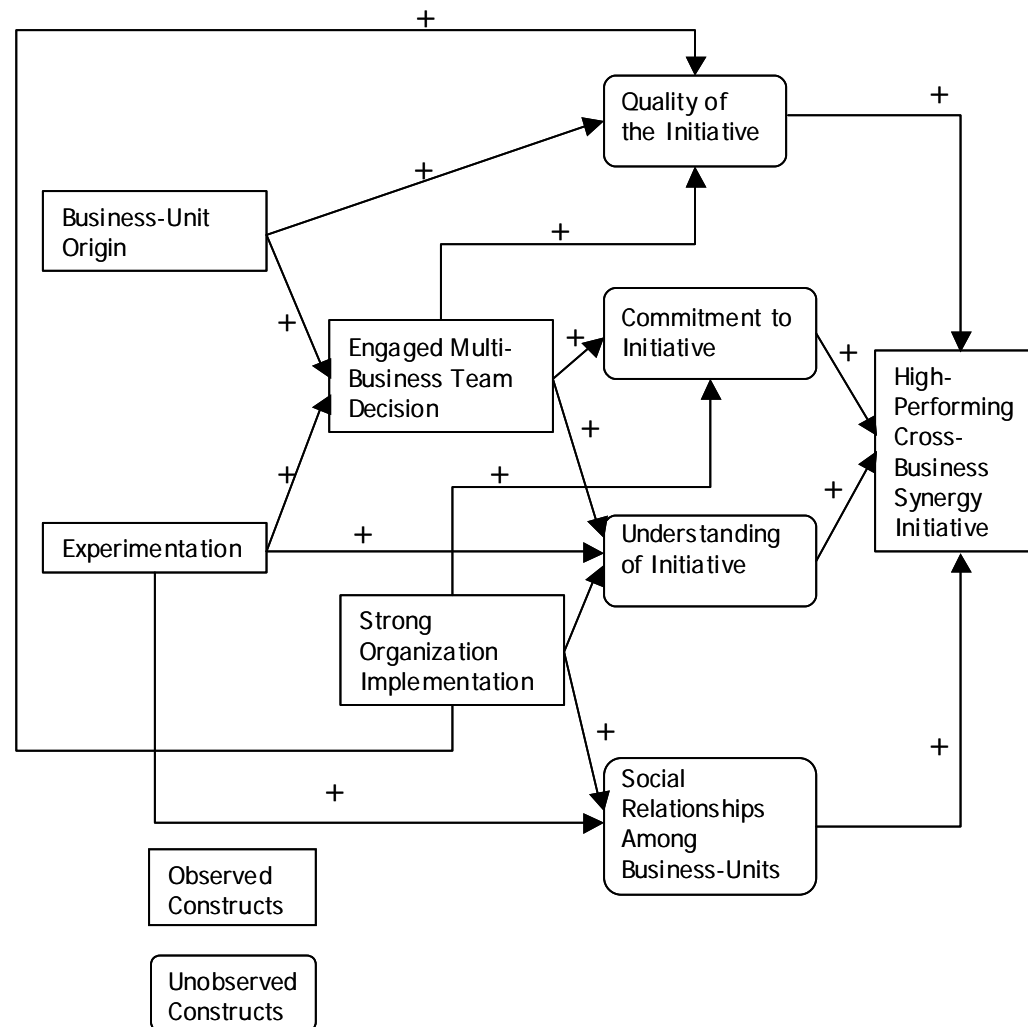 +
Quality of
the Initiative
+
+
Business-Unit
Origin
+
+
Engaged Multi-
Business Team
Decision
+
Commitment to
Initiative
+
High-
Performing
Cross-
Business
Synergy
Initiative
+
+
+
+
Experimentation
+
Understanding
of Initiative
+
Strong
Organization
Implementation
+
+
+
Social
Relationships
Among
Business-Units
Observed
Constructs
Unobserved
Constructs